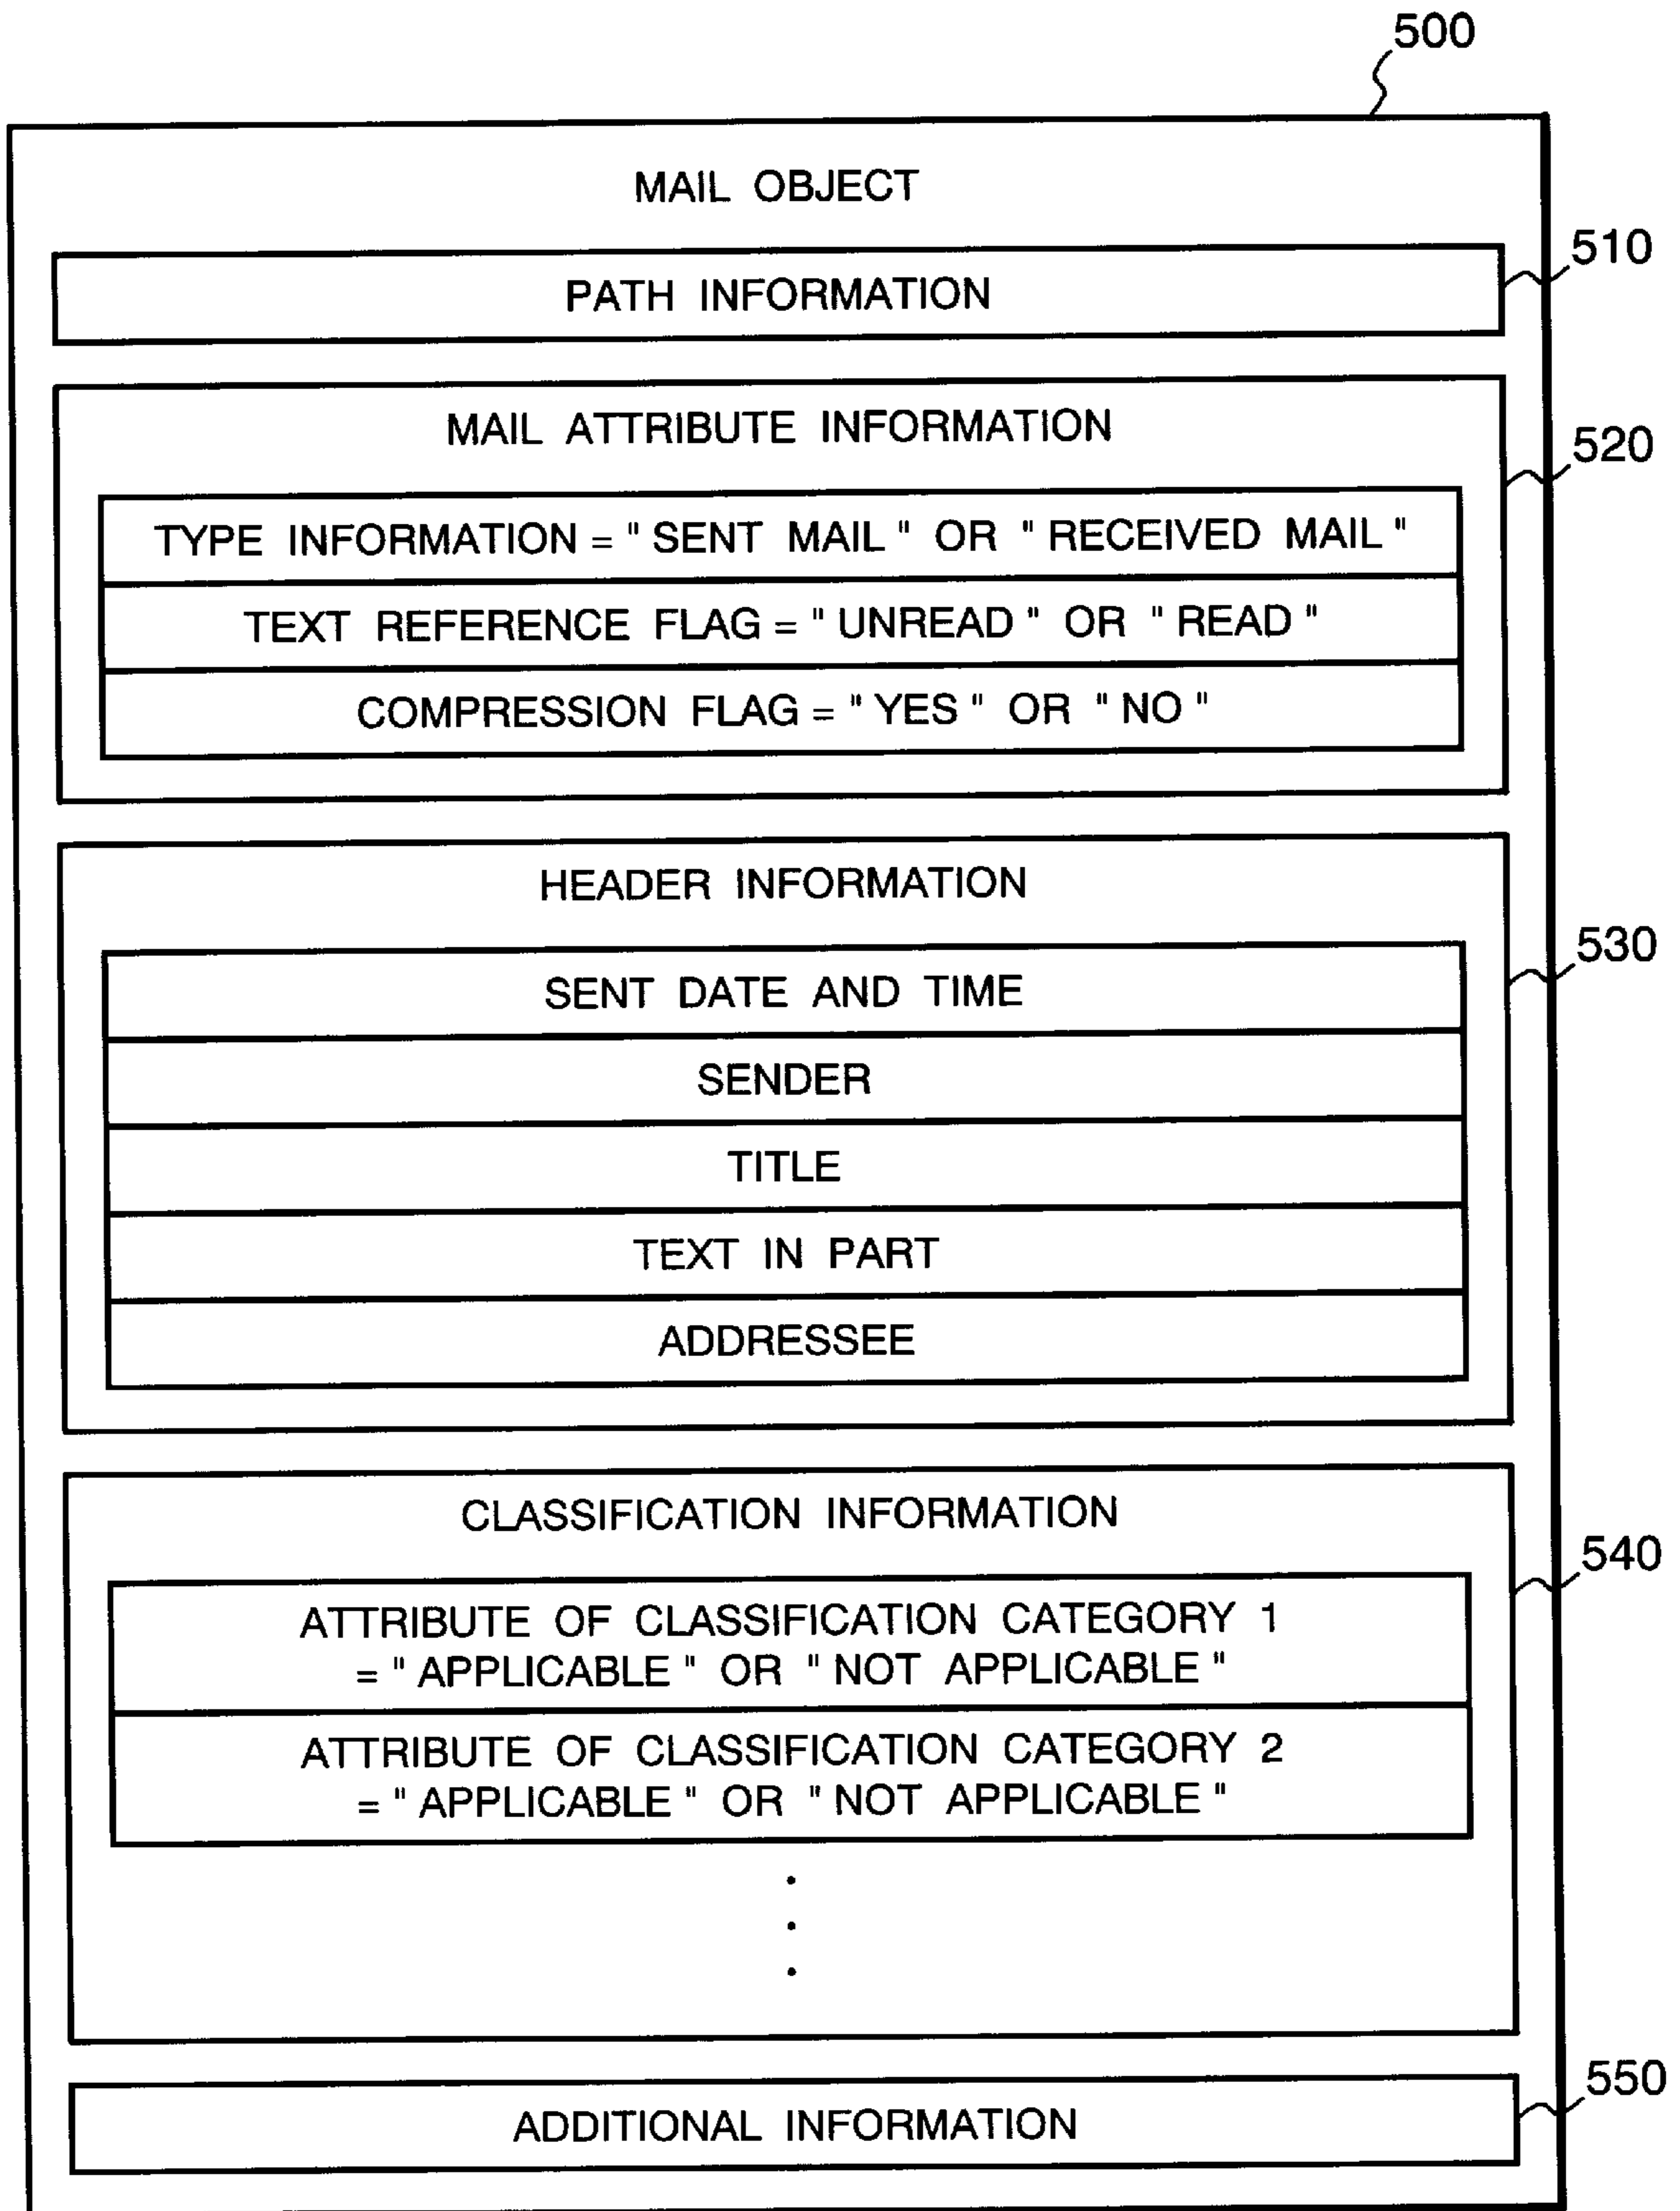 500
MAIL OBJECT
510
PATH INFORMATION
MAIL ATTRIBUTE INFORMATION
520
TYPE INFORMATION = " SENT MAIL " OR " RECEIVED MAIL "
TEXT REFERENCE FLAG = " UNREAD " OR " READ "
COMPRESSION FLAG = " YES " OR " NO "
HEADER INFORMATION
530
SENT DATE AND TIME
SENDER
TITLE
TEXT IN PART
ADDRESSEE
CLASSIFICATION INFORMATION
540
ATTRIBUTE OF CLASSIFICATION CATEGORY 1
= " APPLICABLE " OR " NOT APPLICABLE "
ATTRIBUTE OF CLASSIFICATION CATEGORY 2
= " APPLICABLE " OR " NOT APPLICABLE "
550
ADDITIONAL INFORMATION